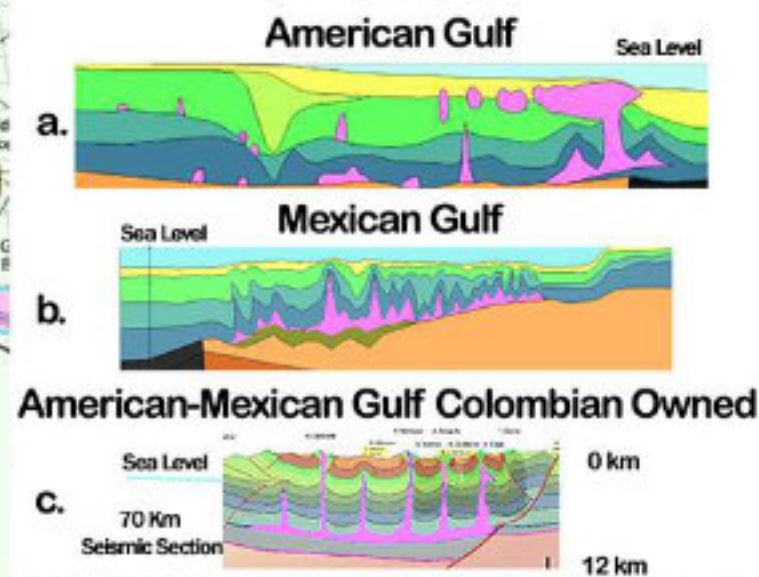 American Gulf
Sea Level
a.
Mexican Gulf
Sea Level
b.
American-Mexican Gulf Colombian Owned
Sea Level
0 km
c.
70 Km
Seismic Section
12 km